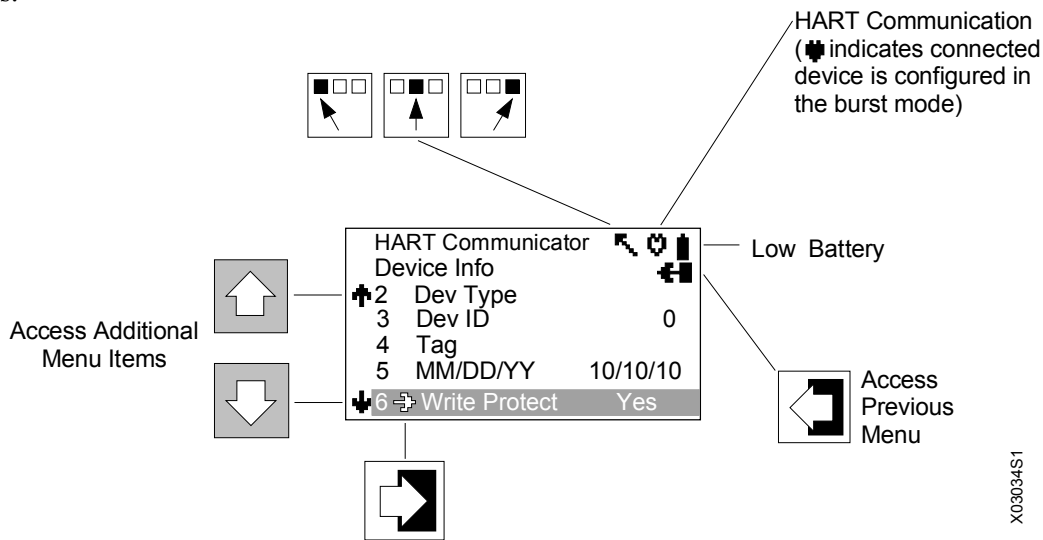 s.
HART Communication
( indicates connected
device is configured in
the burst mode)
HART Communicator
Device Info
2 Dev Type
3 Dev ID 0
4 Tag
5 MM/DD/YY 10/10/10
6 Write Protect Yes
Low Battery
Access Additional
Menu Items
Access
Previous
Menu
X03034S1